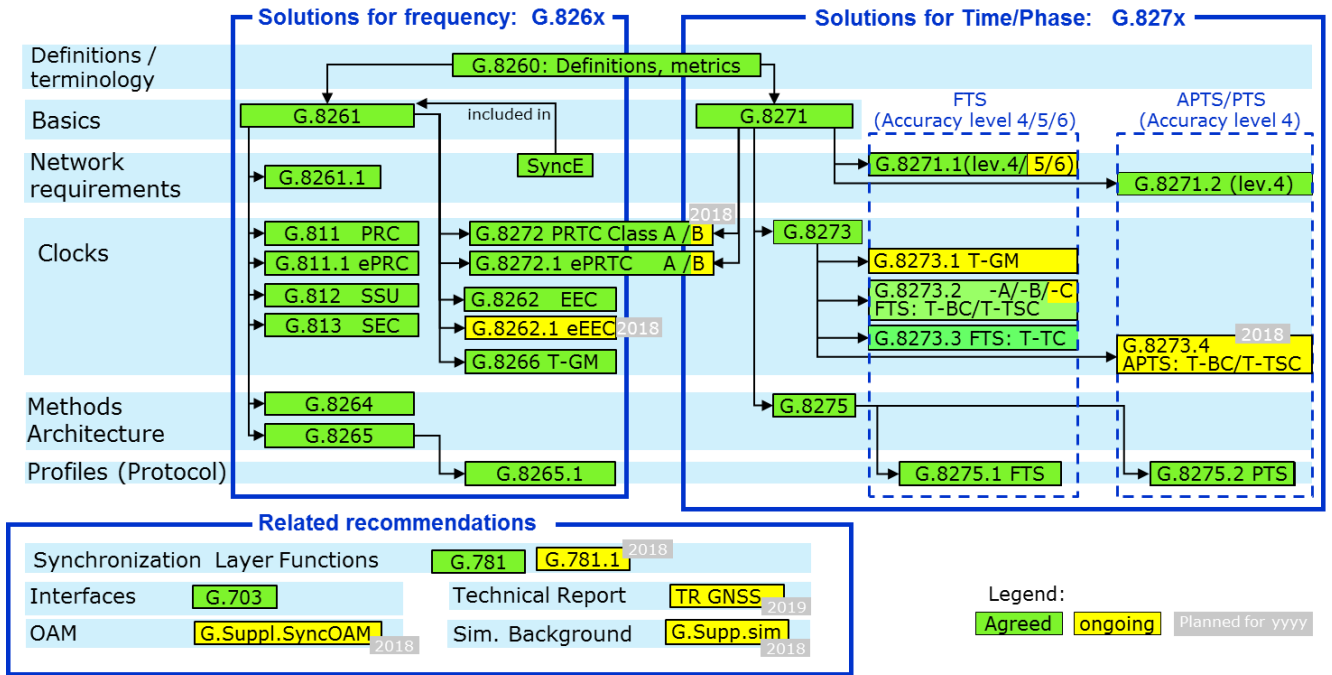 Solutions for frequency: G.826x
Solutions for Time/Phase: G.827x
Definitions /
terminology
G.8260: Definitions, metrics
Basics
G.8261
included in
G.8271
FTS
(Accuracy level 4/5/6)
APTS/PTS
(Accuracy level 4)
Network
requirements
SyncE
G.8261.1
G.8271.1(lev.4/ 5/6)
G.8271.2 (lev.4)
Clocks
G.811 PRC
G.8272 PRTC Class A /B
2018
G.8273
G.811.1 ePRC
G.8272.1 ePRTC A /B
G.8273.1 T-GM
G.812 SSU
G.8262 EEC
G.8273.2 -A/-B/-C
FTS: T-BC/T-TSC
G.813 SEC
G.8262.1 eEEC
2018
G.8273.3 FTS: T-TC
2018
G.8266 T-GM
G.8273.4
APTS: T-BC/T-TSC
Methods
Architecture
G.8264
G.8275
G.8265
Profiles (Protocol)
G.8265.1
G.8275.1 FTS
G.8275.2 PTS
Related recommendations
Synchronization Layer Functions
G.781
G.781.1
2018
Interfaces
G.703
Technical Report
TR GNSS
2019
OAM
G.Suppl.SyncOAM
2018
Sim. Background
G.Supp.sim
2018
Legend:
Agreed
ongoing
Planned for yyyy